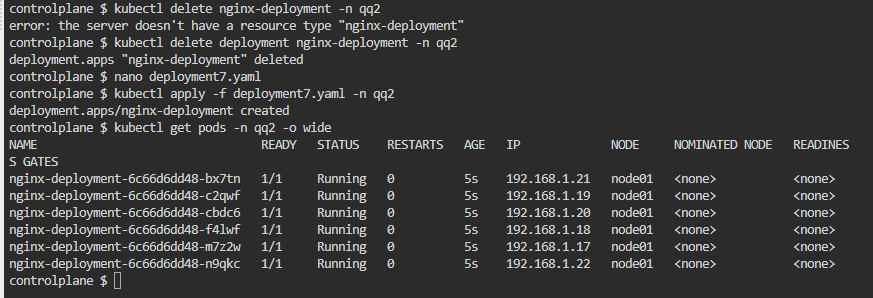 controlplane $ kubectl delete nginx-deployment -n qq2
error: the server doesn't have a resource type "nginx-deployment"
controlplane $ kubectl delete deployment nginx-deployment -n qq2
deployment.apps "nginx-deployment" deleted
controlplane $ nano deployment7.yaml
controlplane $ kubectl apply -f deployment7.yaml -n qq2
deployment.apps/nginx-deployment created
controlplane $ kubectl get pods -n qq2 -o wide
NAME READY STATUS RESTARTS AGE IP NODE NOMINATED NODE READINES
S GATES
nginx-deployment-6c66d6dd48-bx7tn 1/1 Running 0 5s 192.168.1.21 node01 <none> <none>
nginx-deployment-6c66d6dd48-c2qwf 1/1 Running 0 5s 192.168.1.19 node01 <none> <none>
nginx-deployment-6c66d6dd48-cbdc6 1/1 Running 0 5s 192.168.1.20 node01 <none> <none>
nginx-deployment-6c66d6dd48-f4lwf 1/1 Running 0 5s 192.168.1.18 node01 <none> <none>
nginx-deployment-6c66d6dd48-m7z2w 1/1 Running 0 5s 192.168.1.17 node01 <none> <none>
nginx-deployment-6c66d6dd48-n9qkc 1/1 Running 0 5s 192.168.1.22 node01 <none> <none>
controlplane $